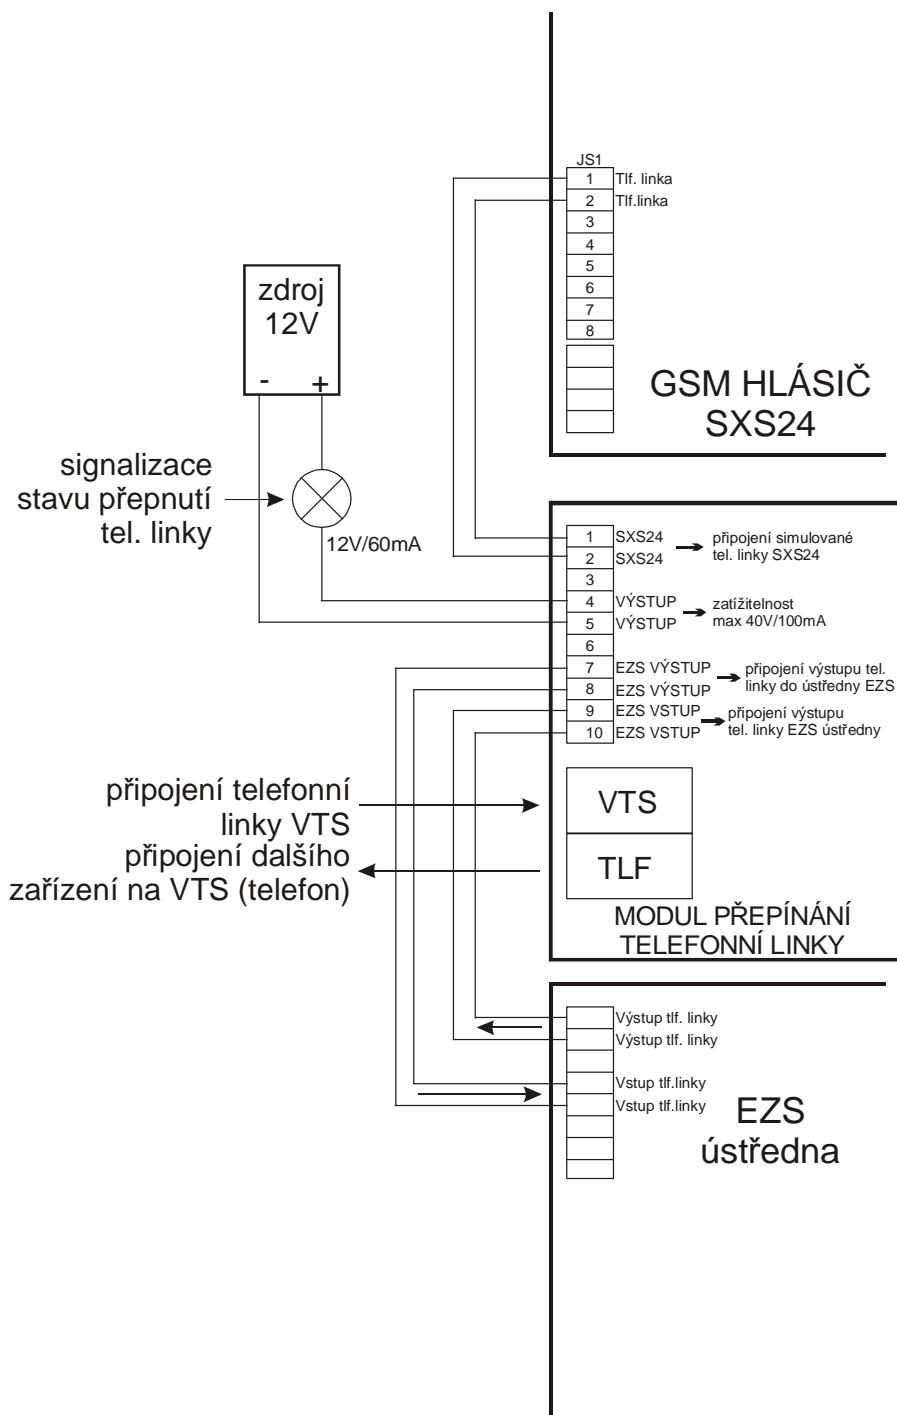 JS1
1 Tlf. linka
2 Tlf.linka
3
4
5
6
7
8
GSM HLÁSIČ
SXS24
zdroj
12V
- +
signalizace
stavu přepnutí
tel. linky
12V/60mA
1 SXS24
2 SXS24
připojení simulované
tel. linky SXS24
3
4 VÝSTUP
5 VÝSTUP
zatížitelnost
max 40V/100mA
6
7 EZS VÝSTUP
8 EZS VÝSTUP
připojení výstupu tel.
linky do ústředny EZS
9 EZS VSTUP
10 EZS VSTUP
připojení výstupu
tel. linky EZS ústředny
připojení telefonní
linky VTS
VTS
připojení dalšího
zařízení na VTS (telefon)
TLF
MODUL PŘEPÍNÁNÍ
TELEFONNÍ LINKY
Výstup tlf. linky
Výstup tlf. linky
Vstup tlf.linky
Vstup tlf.linky
EZS
ústředna